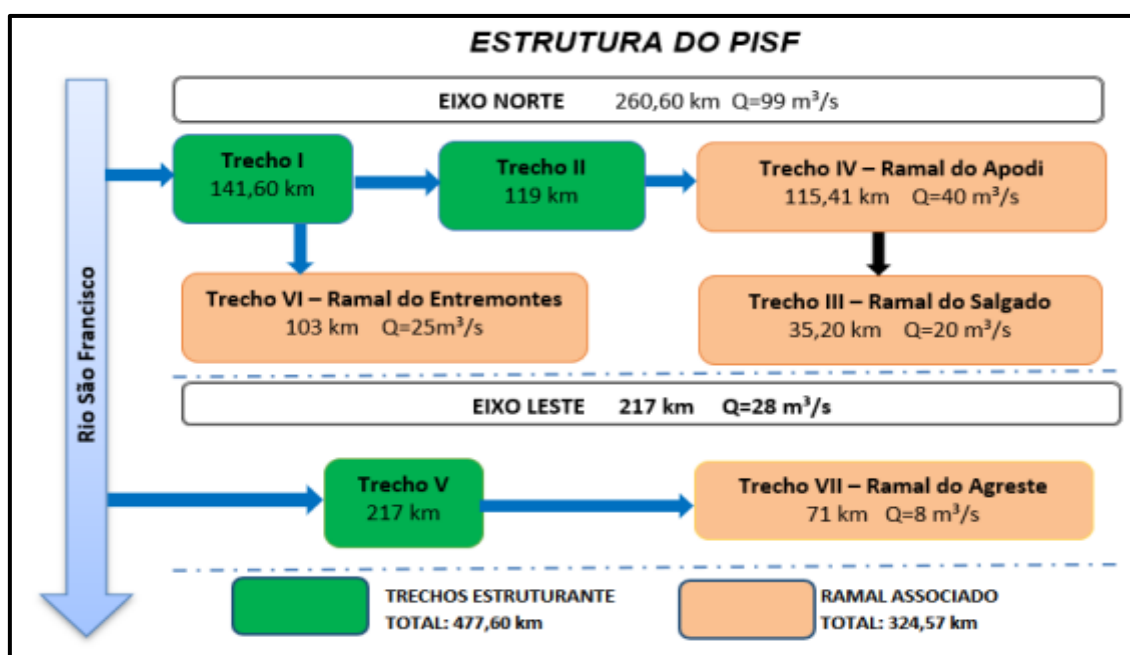 ESTRUTURA DO PISF
EIXO NORTE 260,60 km Q=99 m³/s
Trecho I
141,60 km
Trecho II
119 km
Trecho IV – Ramal do Apodi
115,41 km Q=40 m³/s
Trecho VI – Ramal do Entremontes
103 km Q=25m³/s
Trecho III – Ramal do Salgado
35,20 km Q=20 m³/s
Rio São Francisco
EIXO LESTE 217 km Q=28 m³/s
Trecho V
217 km
Trecho VII – Ramal do Agreste
71 km Q=8 m³/s
TRECHOS ESTRUTURANTE
TOTAL: 477,60 km
RAMAL ASSOCIADO
TOTAL: 324,57 km